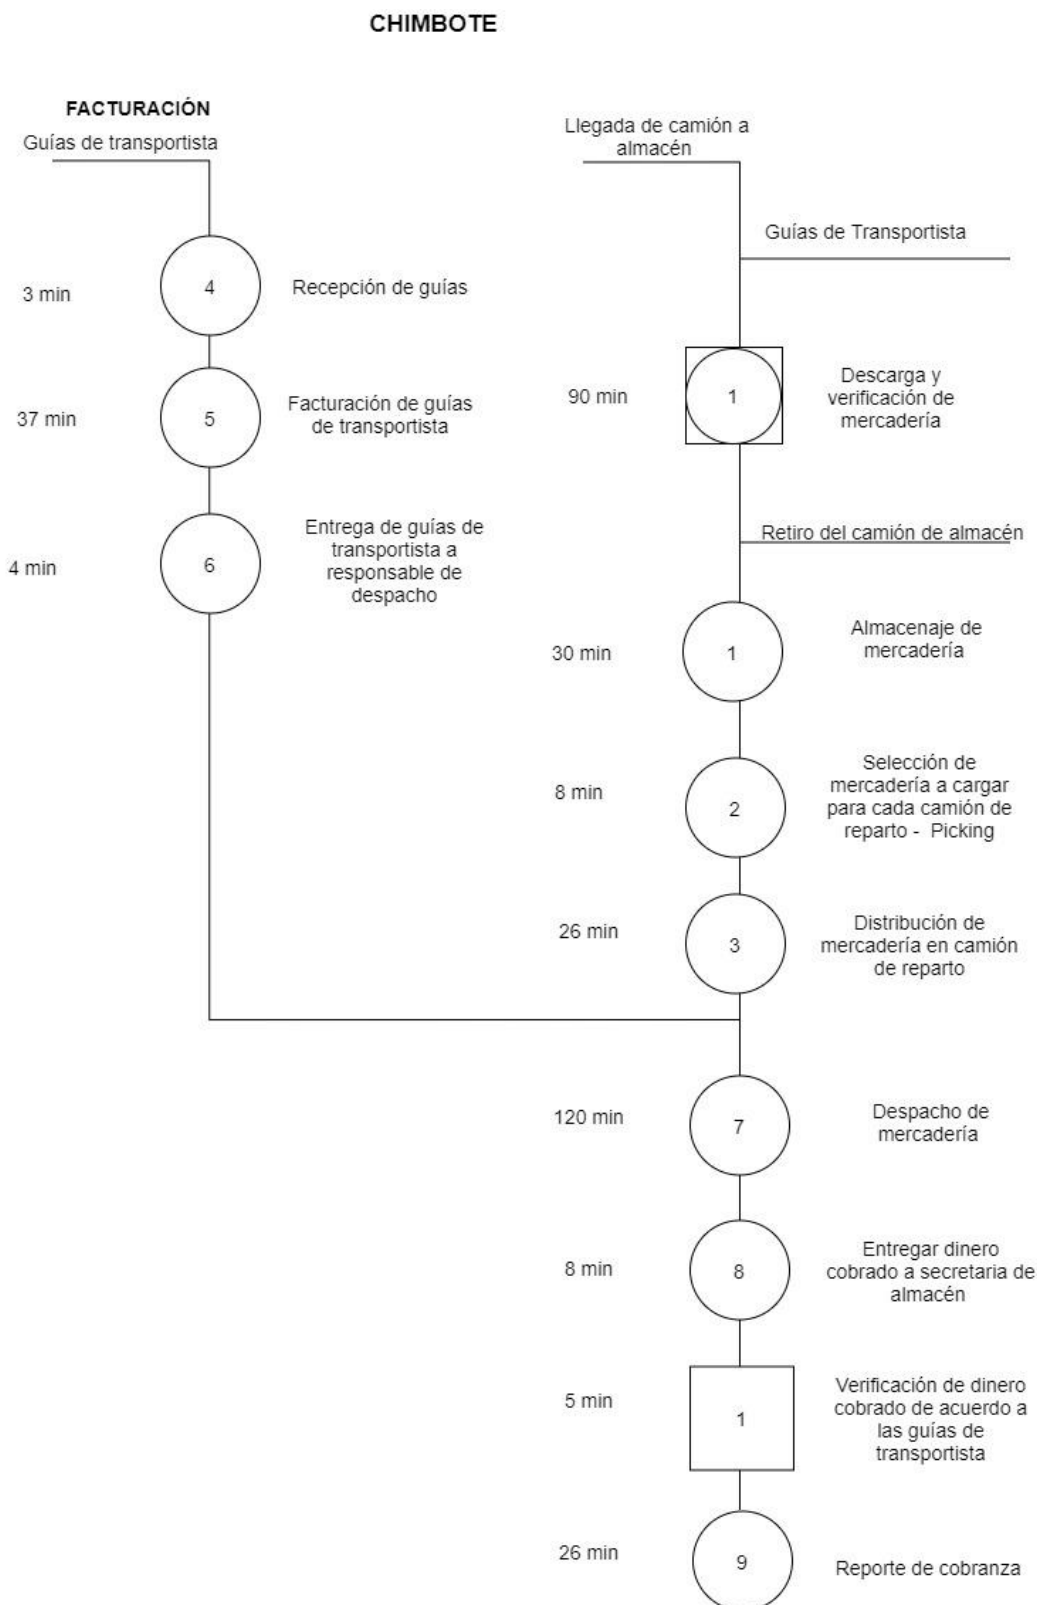 CHIMBOTE
FACTURACIÓN
Guías de transportista
3 min
4
Recepción de guías
37 min
5
Facturación de guías
de transportista
4 min
6
Entrega de guías de
transportista a
responsable de
despacho
Llegada de camión a
almacén
Guías de Transportista
90 min
1
Descarga y
verificación de
mercadería
Retiro del camión de almacén
30 min
1
Almacenaje de
mercadería
8 min
2
Selección de
mercadería a cargar
para cada camión de
reparto - Picking
26 min
3
Distribución de
mercadería en camión
de reparto
120 min
7
Despacho de
mercadería
8 min
8
Entregar dinero
cobrado a secretaria de
almacén
5 min
1
Verificación de dinero
cobrado de acuerdo a
las guías de
transportista
26 min
9
Reporte de cobranza